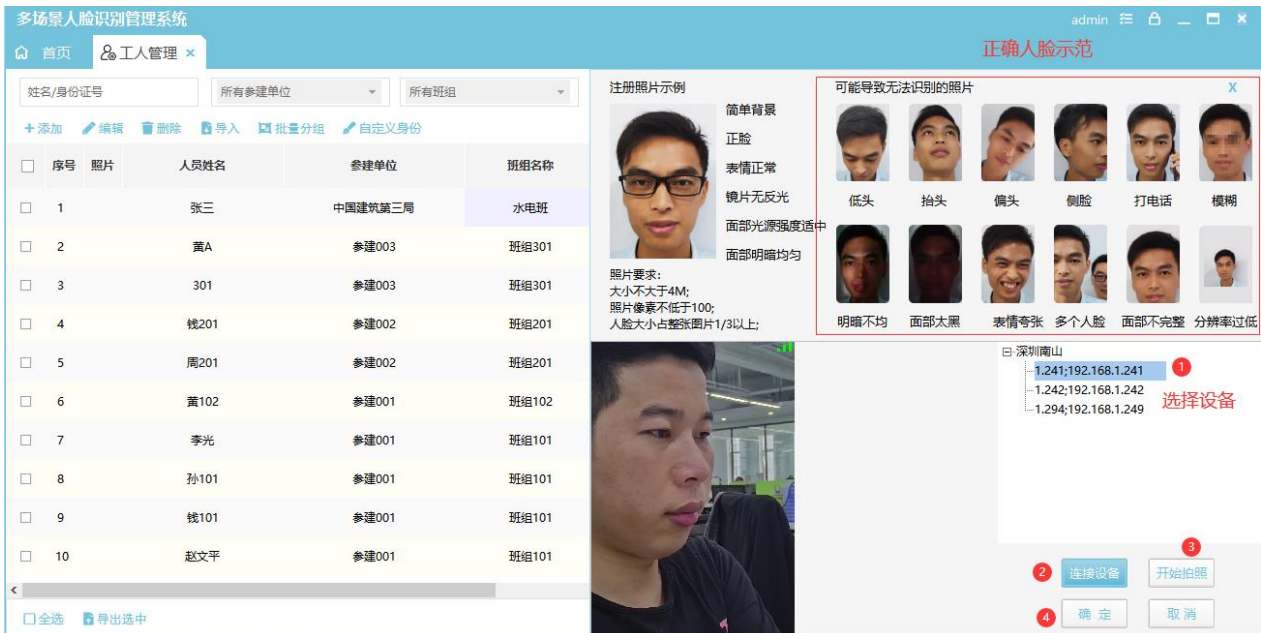 多场景人脸识别管理系统
admin
首页
工人管理 ×
正确人脸示范
姓名/身份证号
所有参建单位
所有班组
添加 编辑 删除 导入 批量分组 自定义身份
序号 照片 人员姓名 参建单位 班组名称
1 张三 中国建筑第三局 水电班
2 黄A 参建003 班组301
3 301 参建003 班组301
4 钱201 参建002 班组201
5 周201 参建002 班组201
6 黄102 参建001 班组102
7 李光 参建001 班组101
8 孙101 参建001 班组101
9 钱101 参建001 班组101
10 赵文平 参建001 班组101
全选 导出选中
注册照片示例
简单背景
正脸
表情正常
镜片无反光
面部光源强度适中
面部明暗均匀
照片要求:
大小不大于4M;
照片像素不低于100;
人脸大小占整张图片1/3以上;
可能导致无法识别的照片 X
低头 抬头 偏头 侧脸 打电话 模糊
明暗不均 面部太黑 表情夸张 多个人脸 面部不完整 分辨率过低
深圳南山
1.241;192.168.1.241 1
1.242;192.168.1.242
1.294;192.168.1.249
选择设备
3
2 连接设备 开始拍照
4 确 定 取 消